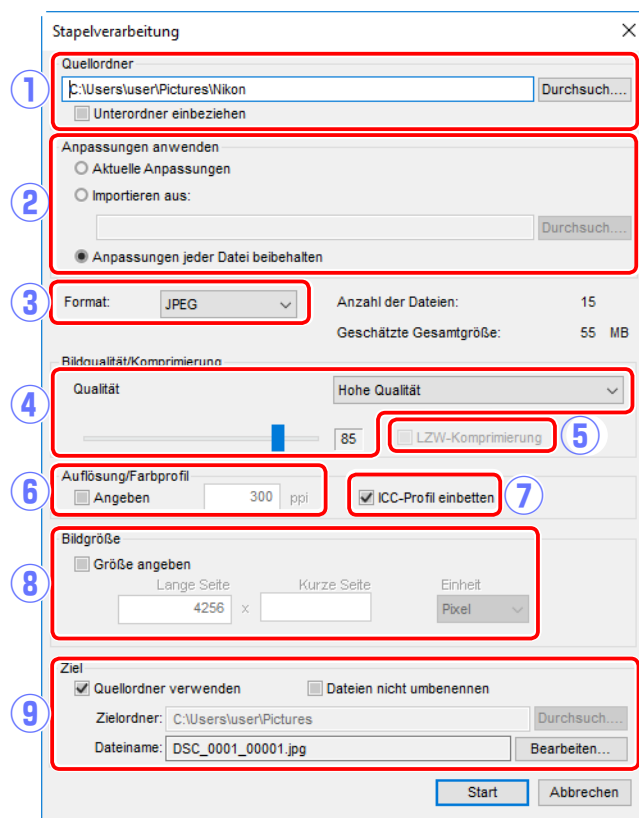 Stapelverarbeitung
Quellordner
1 C:\Users\user\Pictures\Nikon Durchsuch....
Unterordner einbeziehen
Anpassungen anwenden
Aktuelle Anpassungen
2 Importieren aus:
Durchsuch....
Anpassungen jeder Datei beibehalten
3 Format: JPEG Anzahl der Dateien: 15
Geschätzte Gesamtgröße: 55 MB
Bildqualität/Komprimierung
4 Qualität Hohe Qualität
85 LZW-Komprimierung 5
Auflösung/Farbprofil
6 Angeben 300 ppi ICC-Profil einbetten 7
Bildgröße
8 Größe angeben
Lange Seite Kurze Seite Einheit
4256 x Pixel
Ziel
Quellordner verwenden Dateien nicht umbenennen
9 Zielordner: C:\Users\user\Pictures Durchsuch....
Dateiname: DSC_0001_00001.jpg Bearbeiten...
Start Abbrechen